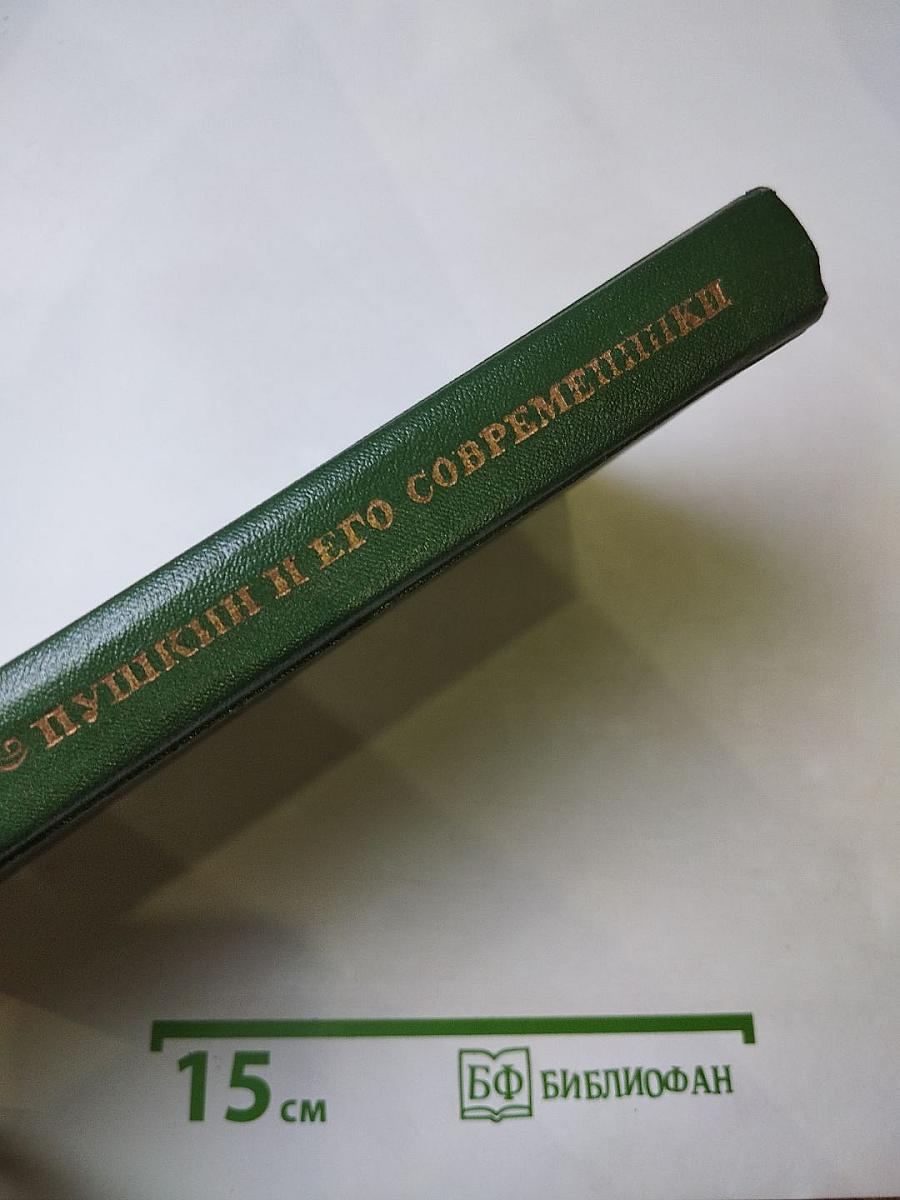 ПУШКИН И ЕГО СОВРЕМЕННИКИ
15 см
БФ БИБЛИОФАН